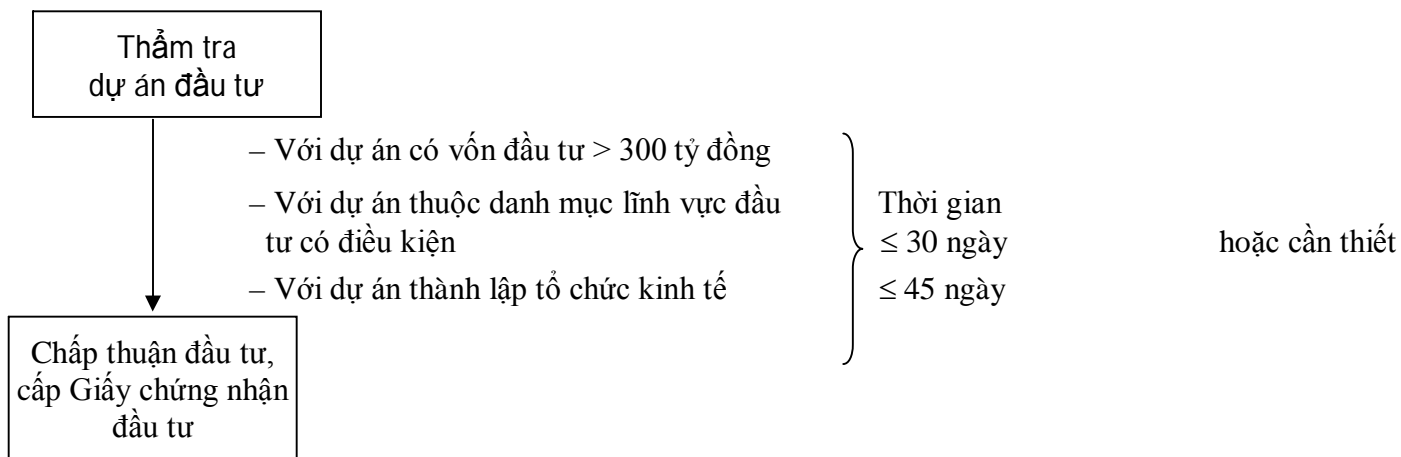 Thẩm tra
dự án đầu tư
– Với dự án có vốn đầu tư > 300 tỷ đồng
– Với dự án thuộc danh mục lĩnh vực đầu
tư có điều kiện
– Với dự án thành lập tổ chức kinh tế
Thời gian
≤ 30 ngày hoặc cần thiết
≤ 45 ngày
Chấp thuận đầu tư,
cấp Giấy chứng nhận
đầu tư